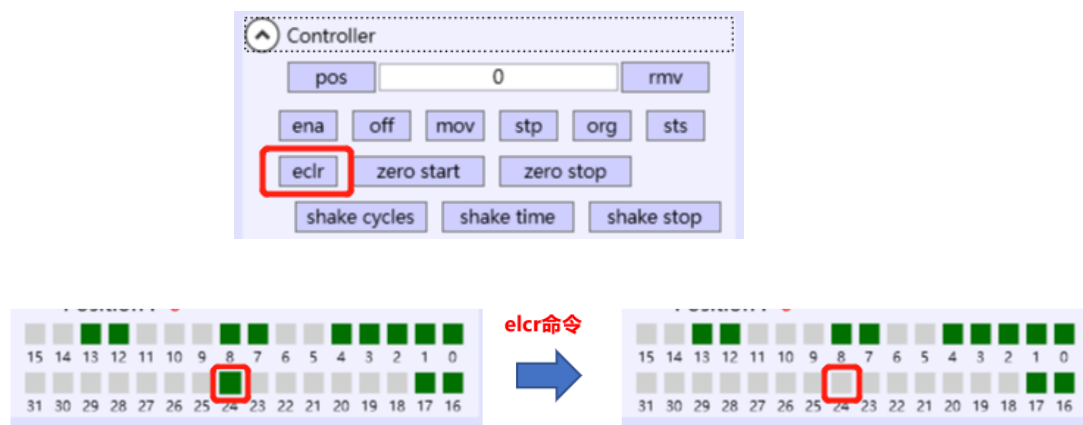 Controller
pos 0 rmv
ena off mov stp org sts
eclr zero start zero stop
shake cycles shake time shake stop
elcr命令
15 14 13 12 11 10 9 8 7 6 5 4 3 2 1 0
31 30 29 28 27 26 25 24 23 22 21 20 19 18 17 16
15 14 13 12 11 10 9 8 7 6 5 4 3 2 1 0
31 30 29 28 27 26 25 24 23 22 21 20 19 18 17 16